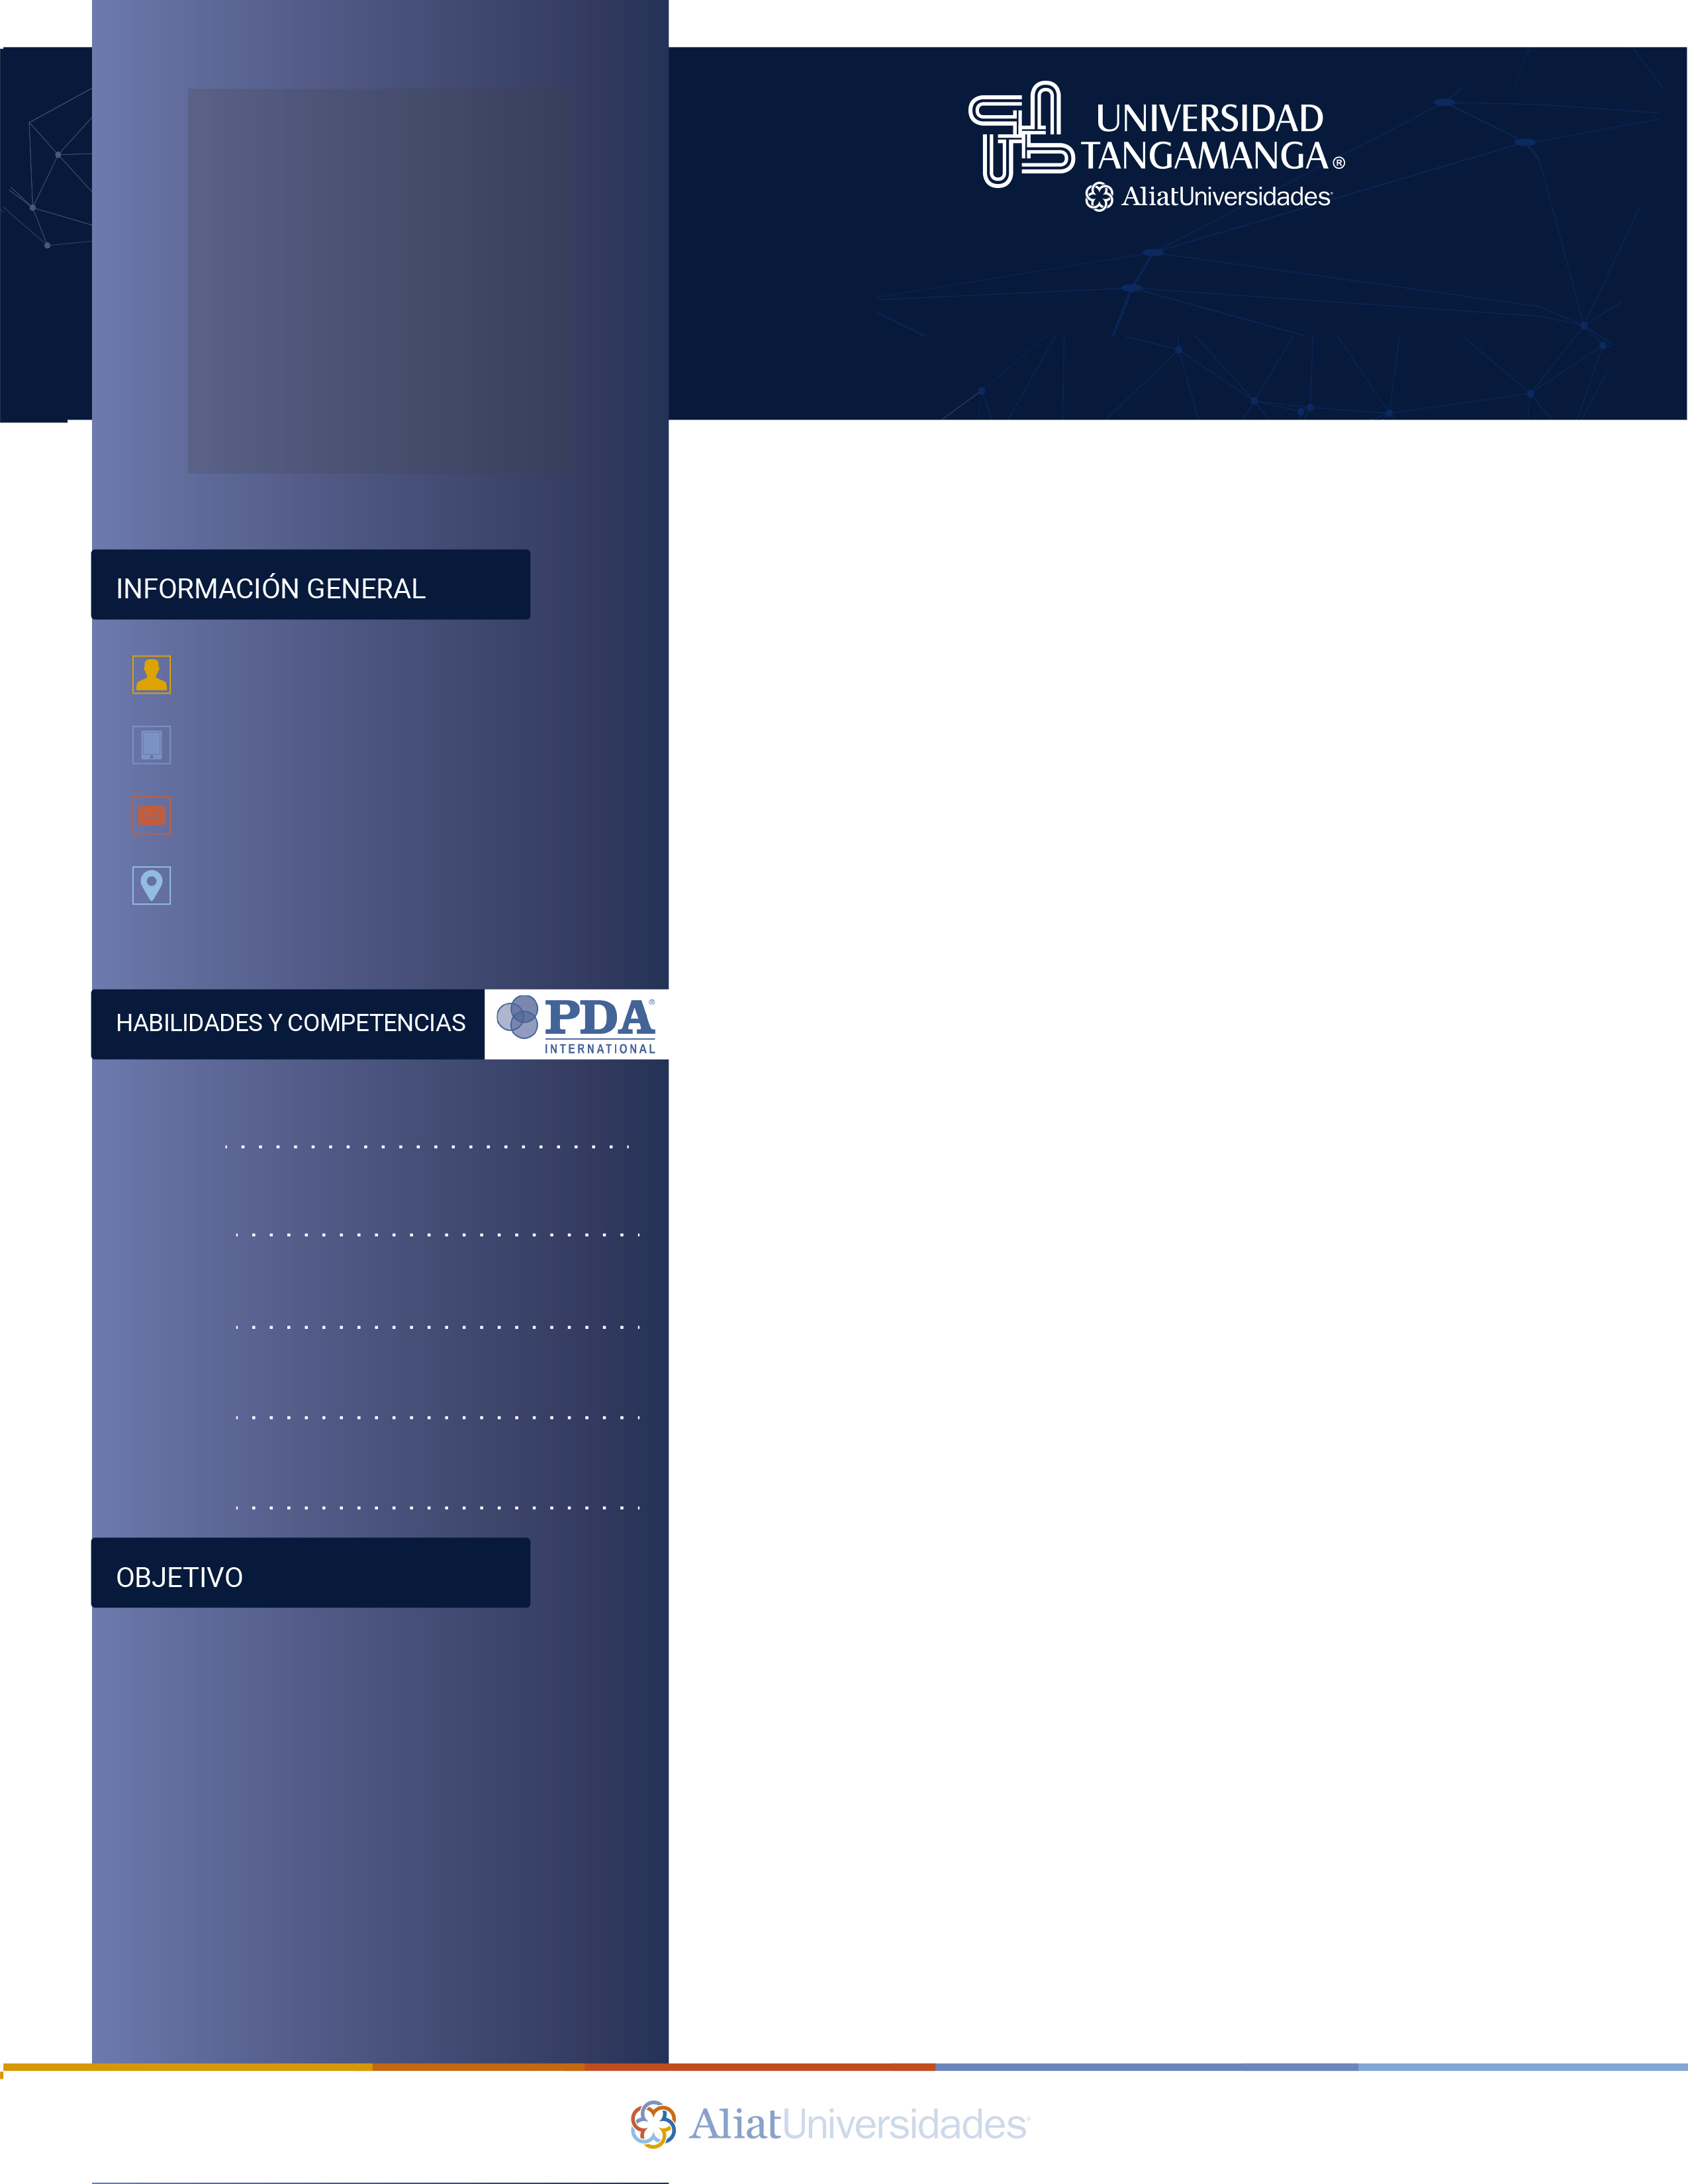 UNIVERSIDAD
TANGAMANGA®
AliatUniversidades
INFORMACIÓN GENERAL
HABILIDADES Y COMPETENCIAS
PDA®
INTERNATIONAL
OBJETIVO
AliatUniversidades